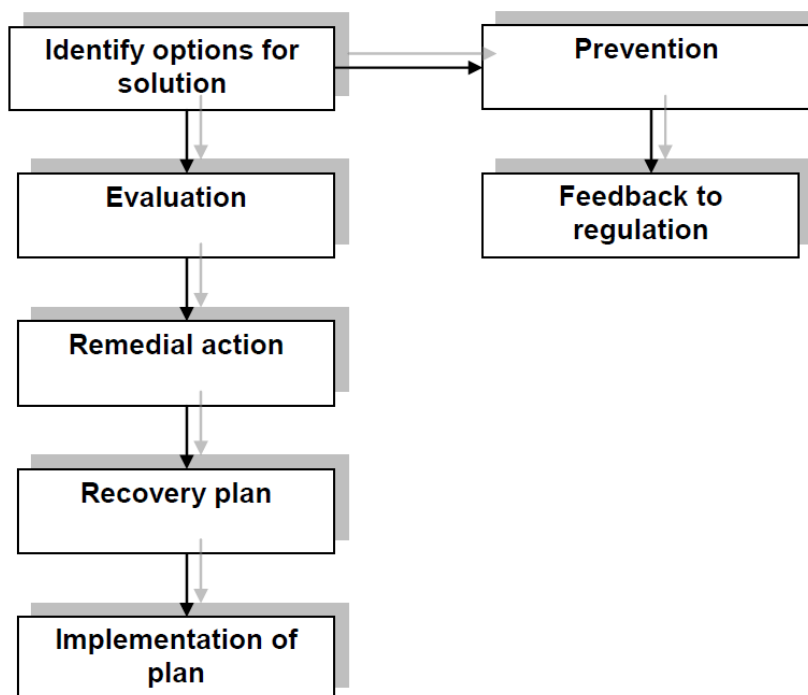 Identify options for
solution
Prevention
Evaluation
Feedback to
regulation
Remedial action
Recovery plan
Implementation of
plan